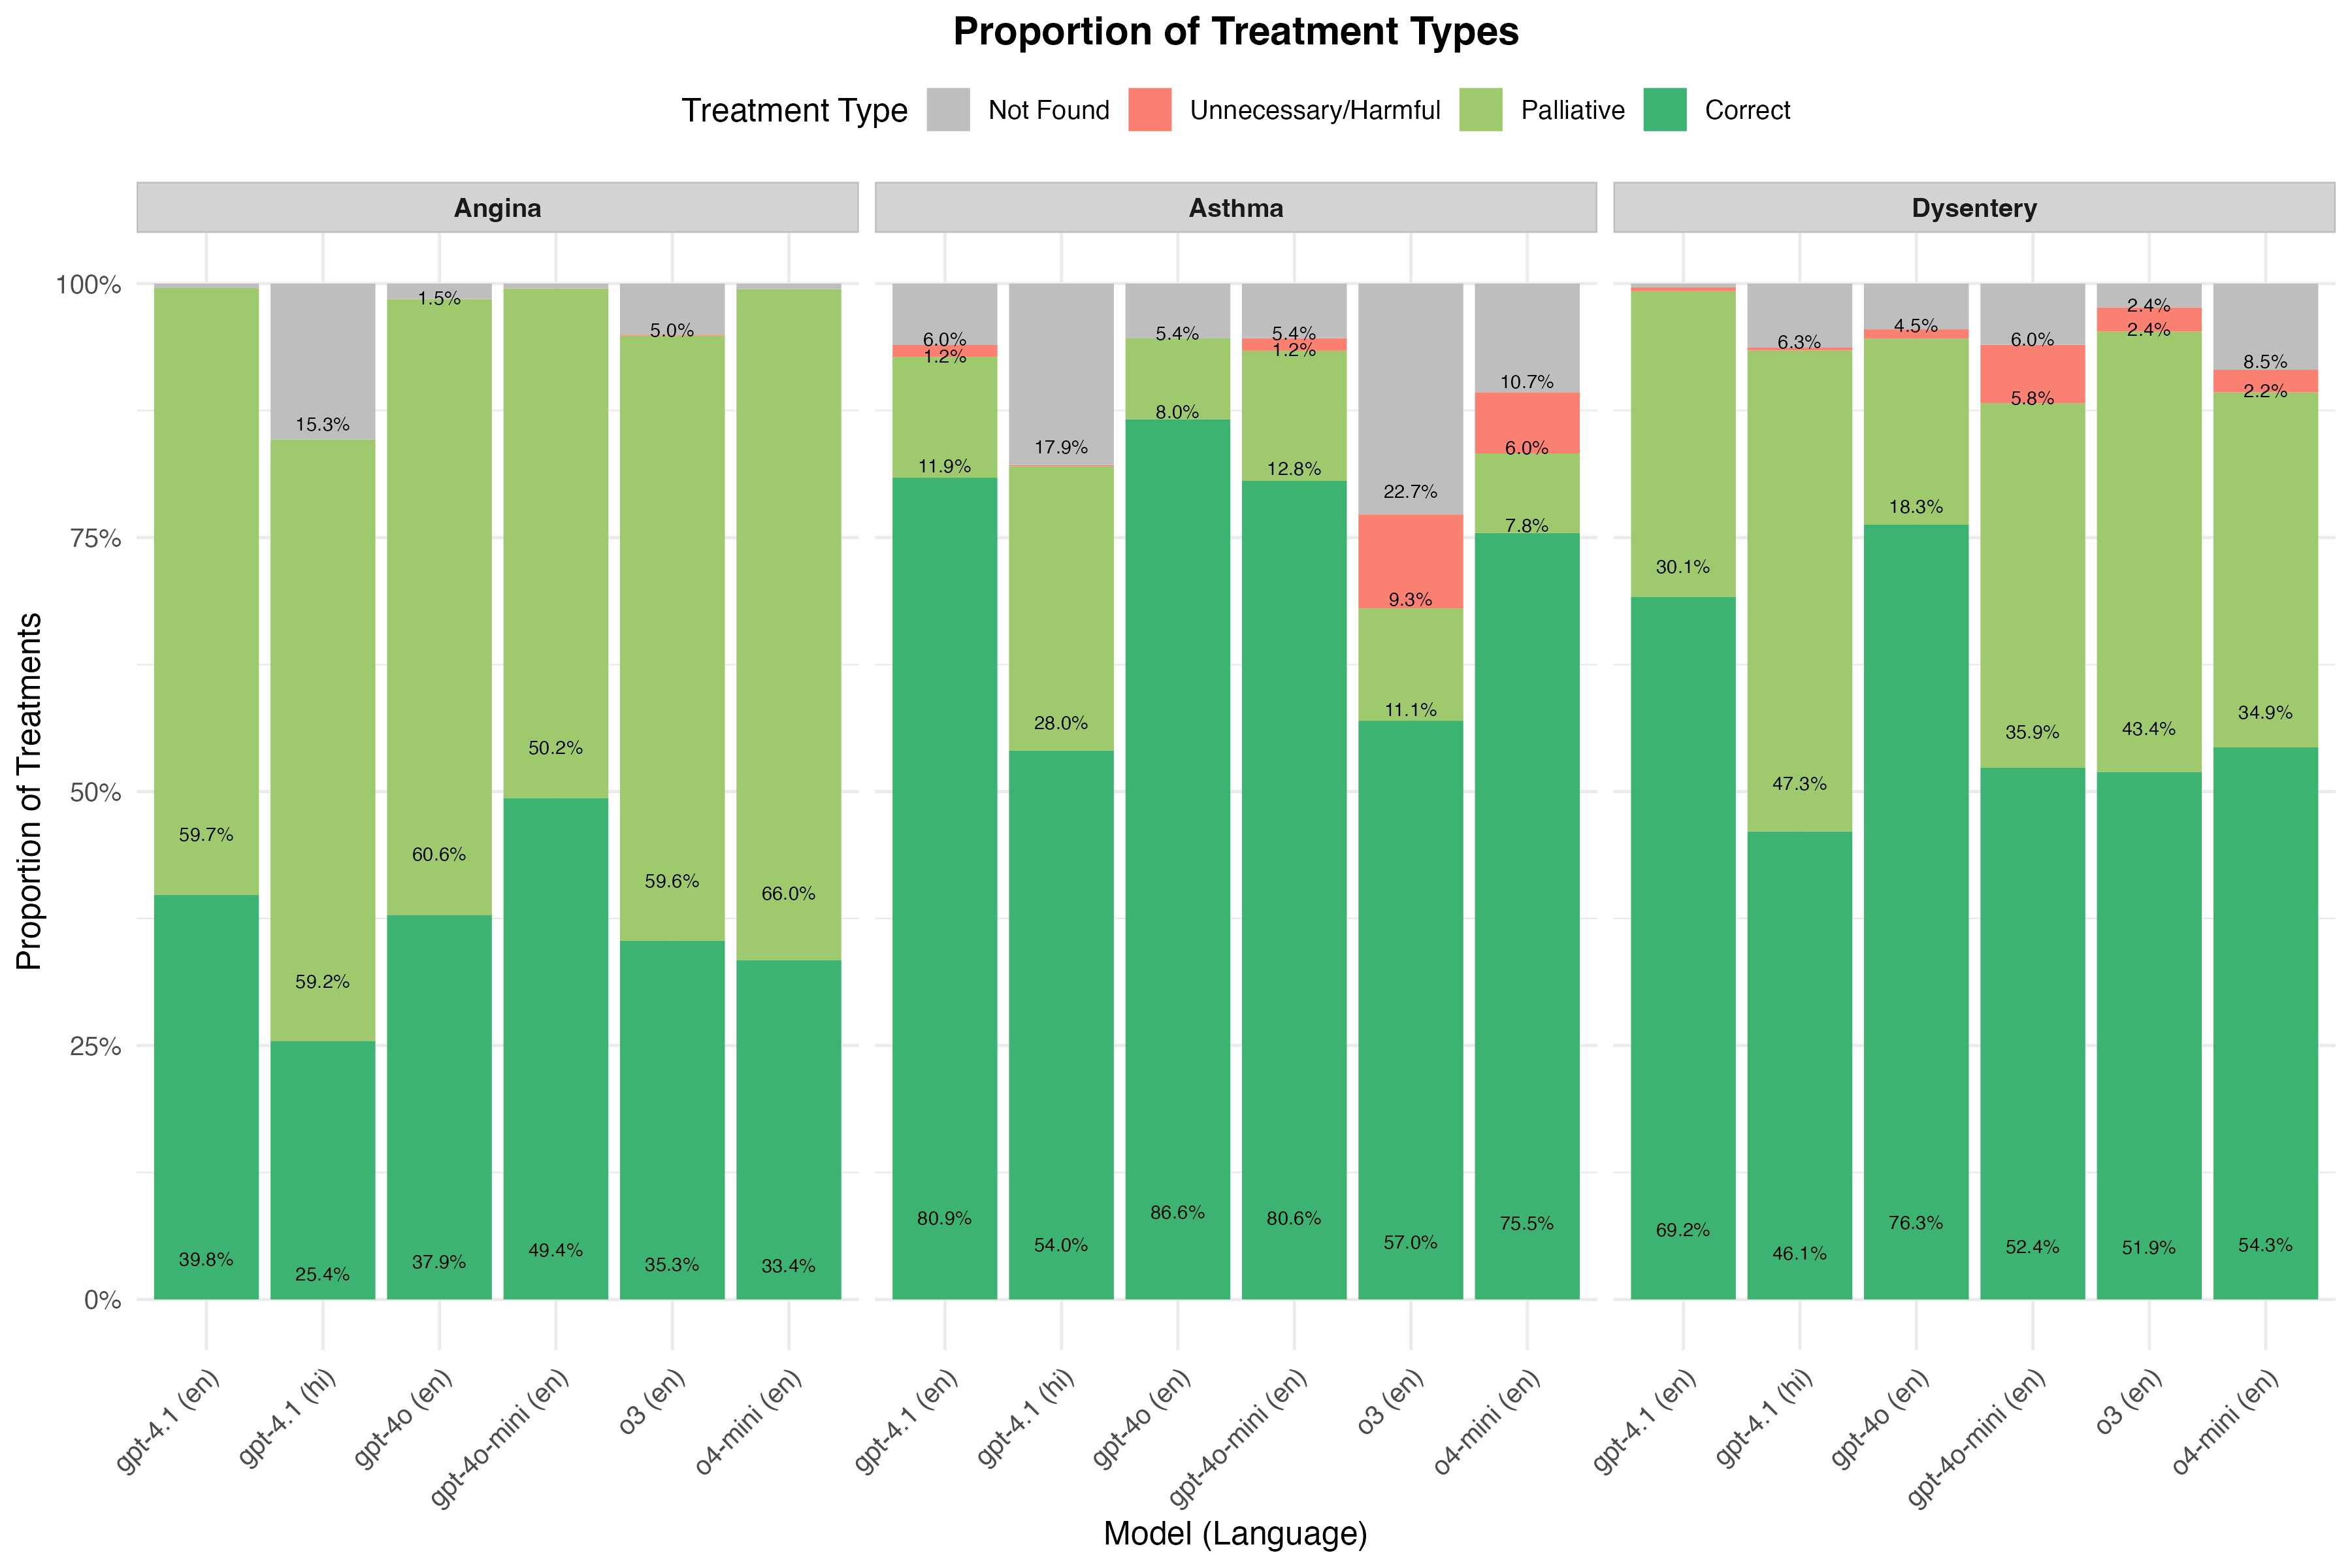 Proportion of Treatment Types
Treatment Type Not Found Unnecessary/Harmful Palliative Correct
Angina Asthma Dysentery
Proportion of Treatments
100%
75%
50%
25%
0%
59.7%
39.8%
15.3%
59.2%
25.4%
1.5%
60.6%
37.9%
50.2%
49.4%
5.0%
59.6%
35.3%
66.0%
33.4%
6.0%
1.2%
11.9%
80.9%
17.9%
28.0%
54.0%
5.4%
8.0%
86.6%
5.4%
1.2%
12.8%
80.6%
22.7%
9.3%
11.1%
57.0%
10.7%
6.0%
7.8%
75.5%
30.1%
69.2%
6.3%
47.3%
46.1%
4.5%
18.3%
76.3%
6.0%
5.8%
35.9%
52.4%
2.4%
2.4%
43.4%
51.9%
8.5%
2.2%
34.9%
54.3%
gpt-4.1 (en)
gpt-4.1 (hi)
gpt-4o (en)
gpt-4o-mini (en)
o3 (en)
o4-mini (en)
gpt-4.1 (en)
gpt-4.1 (hi)
gpt-4o (en)
gpt-4o-mini (en)
o3 (en)
o4-mini (en)
gpt-4.1 (en)
gpt-4.1 (hi)
gpt-4o (en)
gpt-4o-mini (en)
o3 (en)
o4-mini (en)
Model (Language)